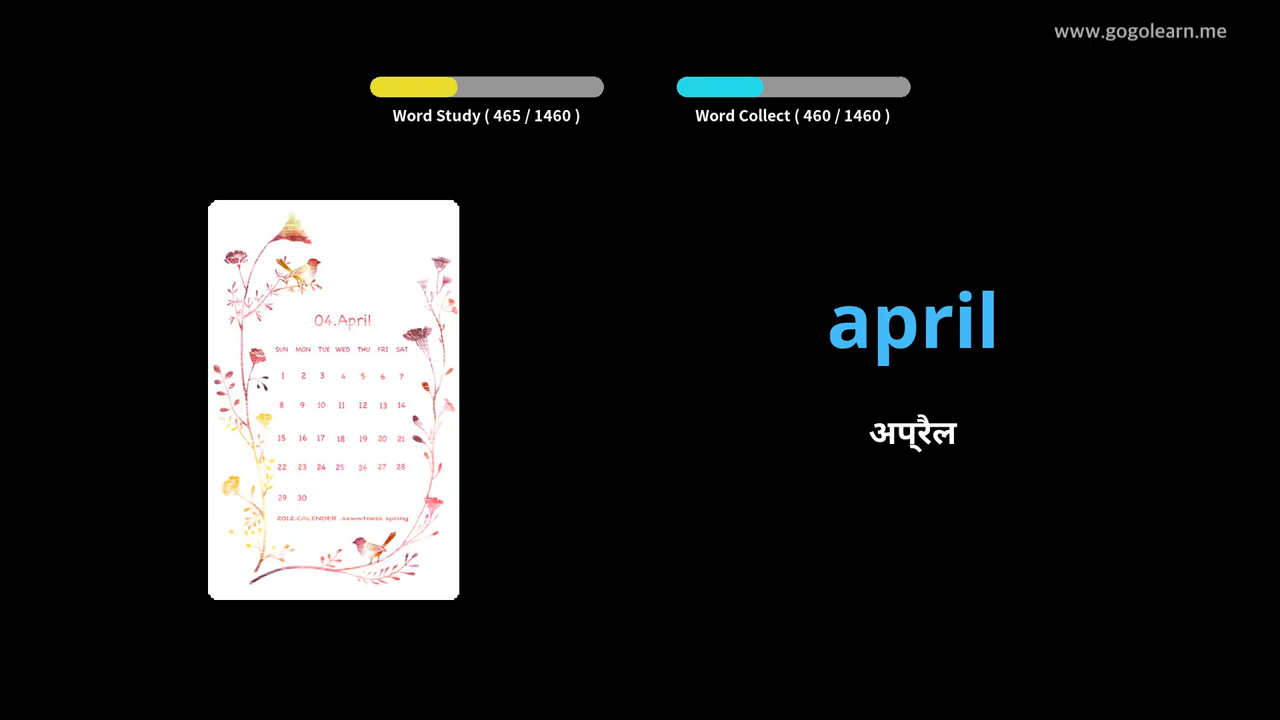 www.gogolearn.me
Word Study ( 465 / 1460 )
Word Collect ( 460 / 1460 )
04.April
SUN MON TUE WED THU FRI SAT
1 2 3 4 5 6 7
8 9 10 11 12 13 14
15 16 17 18 19 20 21
22 23 24 25 26 27 28
29 30
2012.CALENDER .sewwtness spring
april
अप्रैल